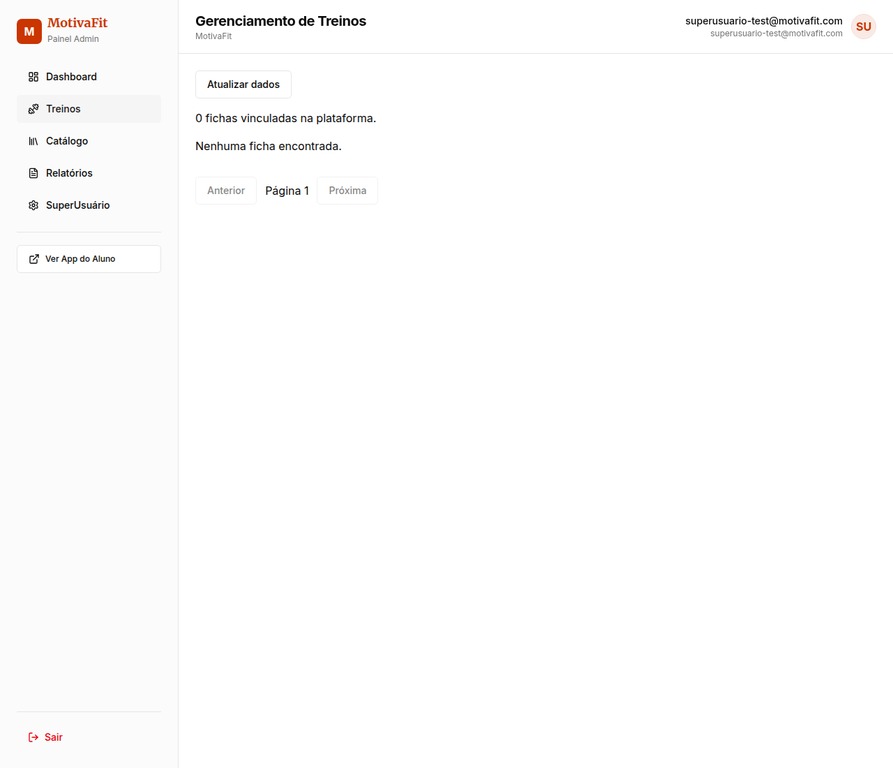 M
MotivaFit
Painel Admin
Dashboard
Treinos
Catálogo
Relatórios
SuperUsuário
Ver App do Aluno
Sair
Gerenciamento de Treinos
MotivaFit
superusuario-test@motivafit.com
superusuario-test@motivafit.com
SU
Atualizar dados
0 fichas vinculadas na plataforma.
Nenhuma ficha encontrada.
Anterior Página 1 Próxima